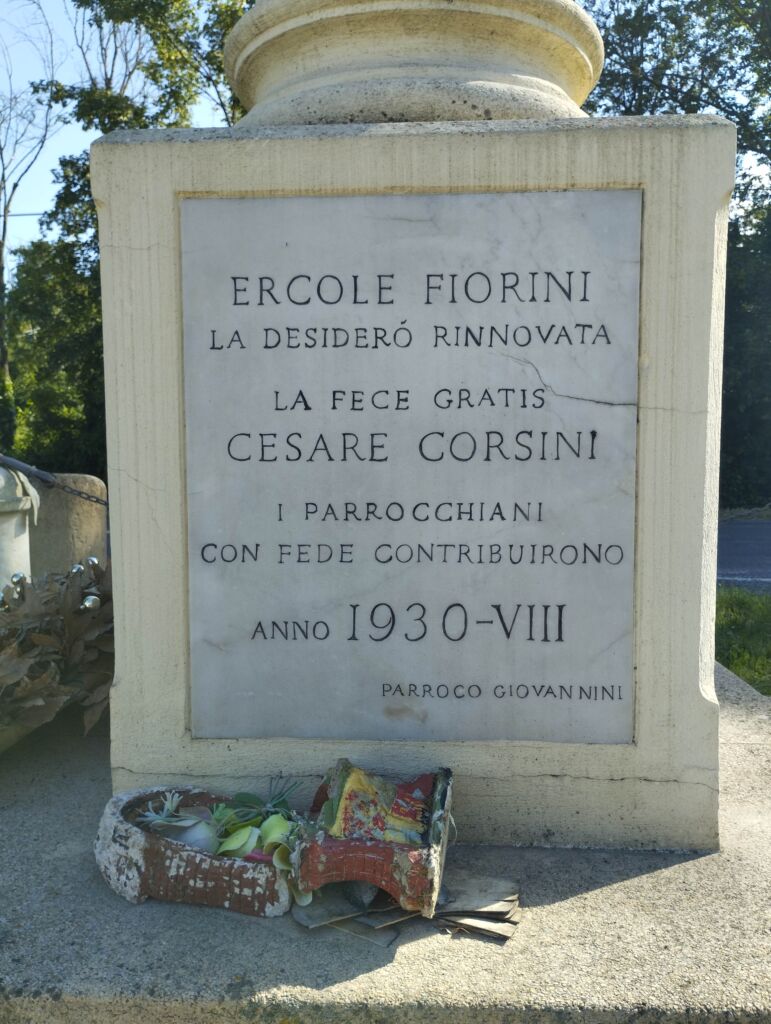 ERCOLE FIORINI
LA DESIDERÓ RINNOVATA
LA FECE GRATIS
CESARE CORSINI
I PARROCCHIANI
CON FEDE CONTRIBUIRONO
ANNO 1930-VIII
PARROCO GIOVANNINI